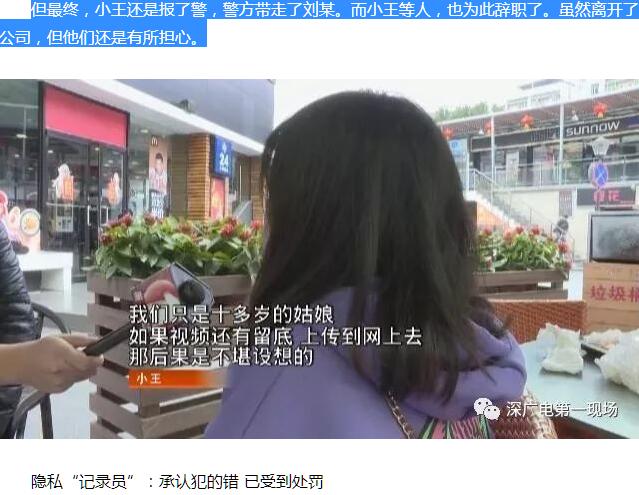 但最终，小王还是报了警，警方带走了刘某。而小王等人，也为此辞职了。虽然离开了
公司，但他们还是有所担心。
24
SUNNOW
我们只是十多岁的姑娘
如果视频还有留底 上传到网上去
那后果是不堪设想的
小王
垃圾桶
深广电第一现场
隐私“记录员”：承认犯的错 已受到处罚